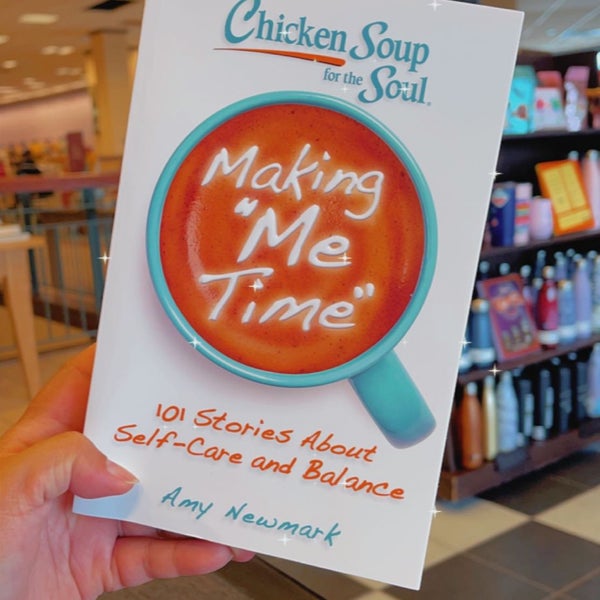 Chicken Soup
for the Soul®
Making
"Me
Time"
101 Stories About
Self-Care and Balance
Amy Newmark